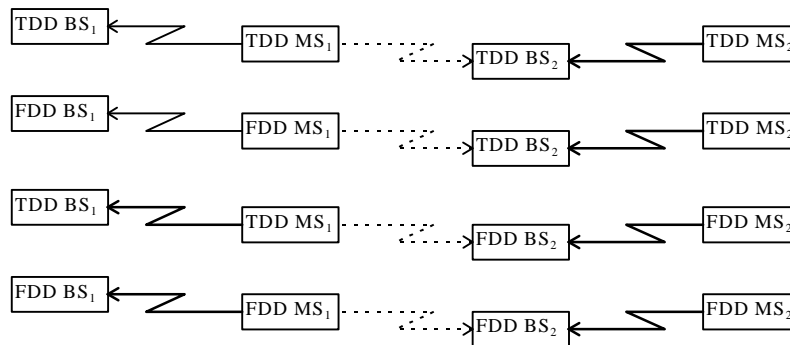 TDD BS₁ TDD MS₁ TDD BS₂ TDD MS₂
FDD BS₁ FDD MS₁ TDD BS₂ TDD MS₂
TDD BS₁ TDD MS₁ FDD BS₂ FDD MS₂
FDD BS₁ FDD MS₁ FDD BS₂ FDD MS₂